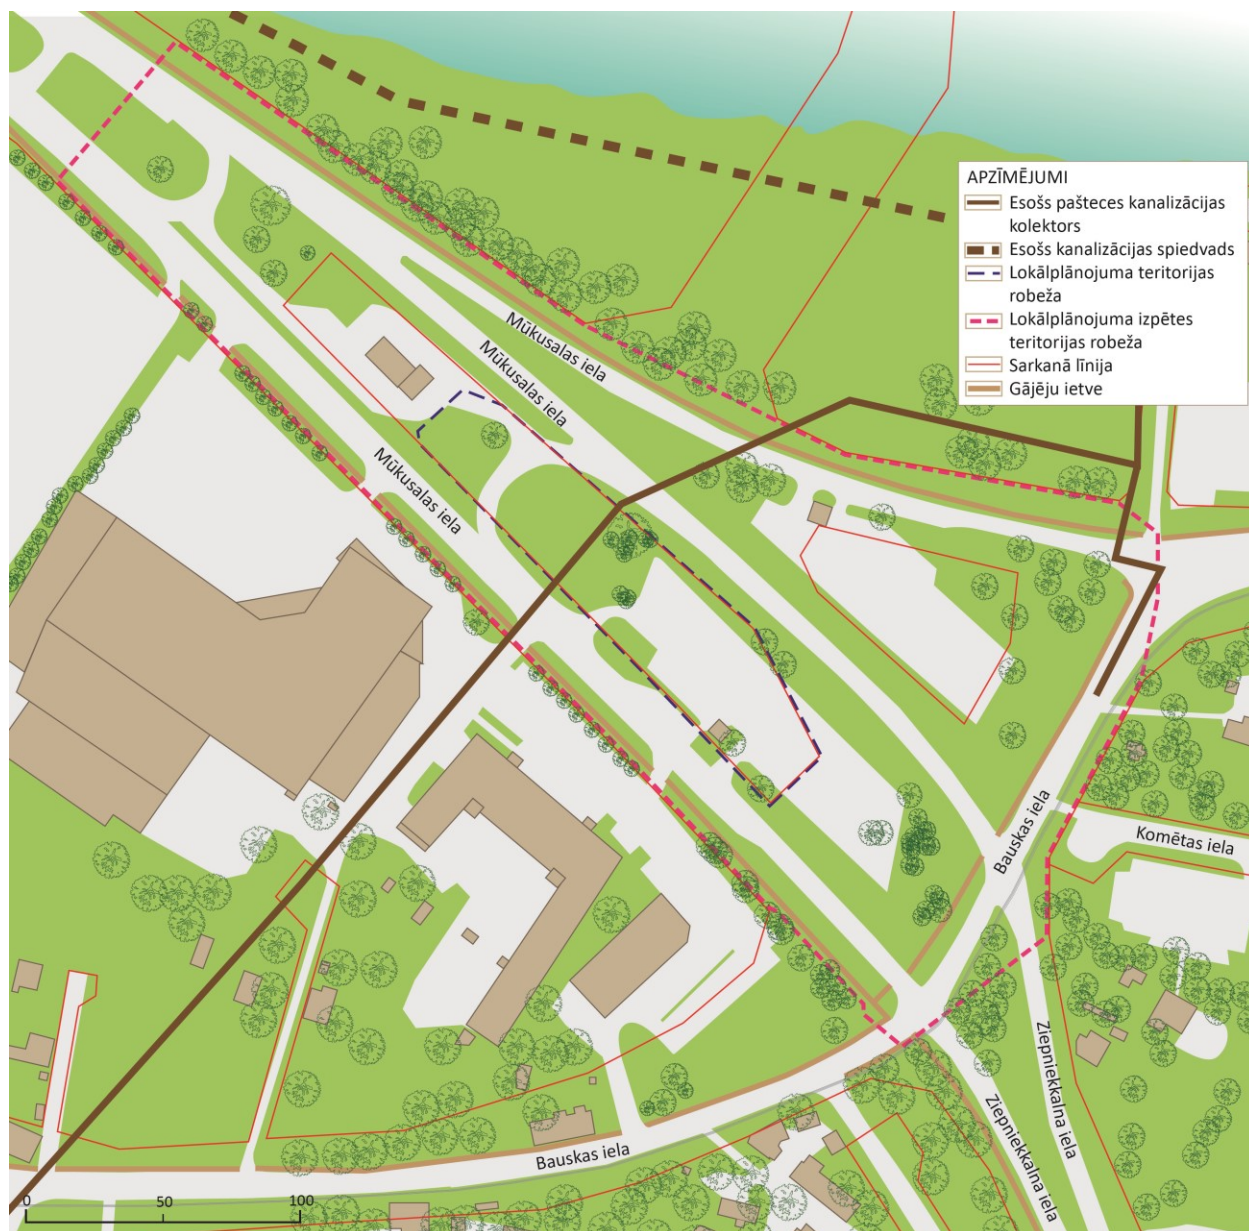 APZĪMĒJUMI
Esošs pašteces kanalizācijas
kolektors
Esošs kanalizācijas spiedvads
Lokālplānojuma teritorijas
robeža
Lokālplānojuma izpētes
teritorijas robeža
Sarkanā līnija
Gājēju ietve
Mūkusalas iela
Mūkusalas iela
Mūkusalas iela
Bauskas iela
Komētas iela
Ziepniekkalna iela
Ziepniekkalna iela
Bauskas iela
0 50 100